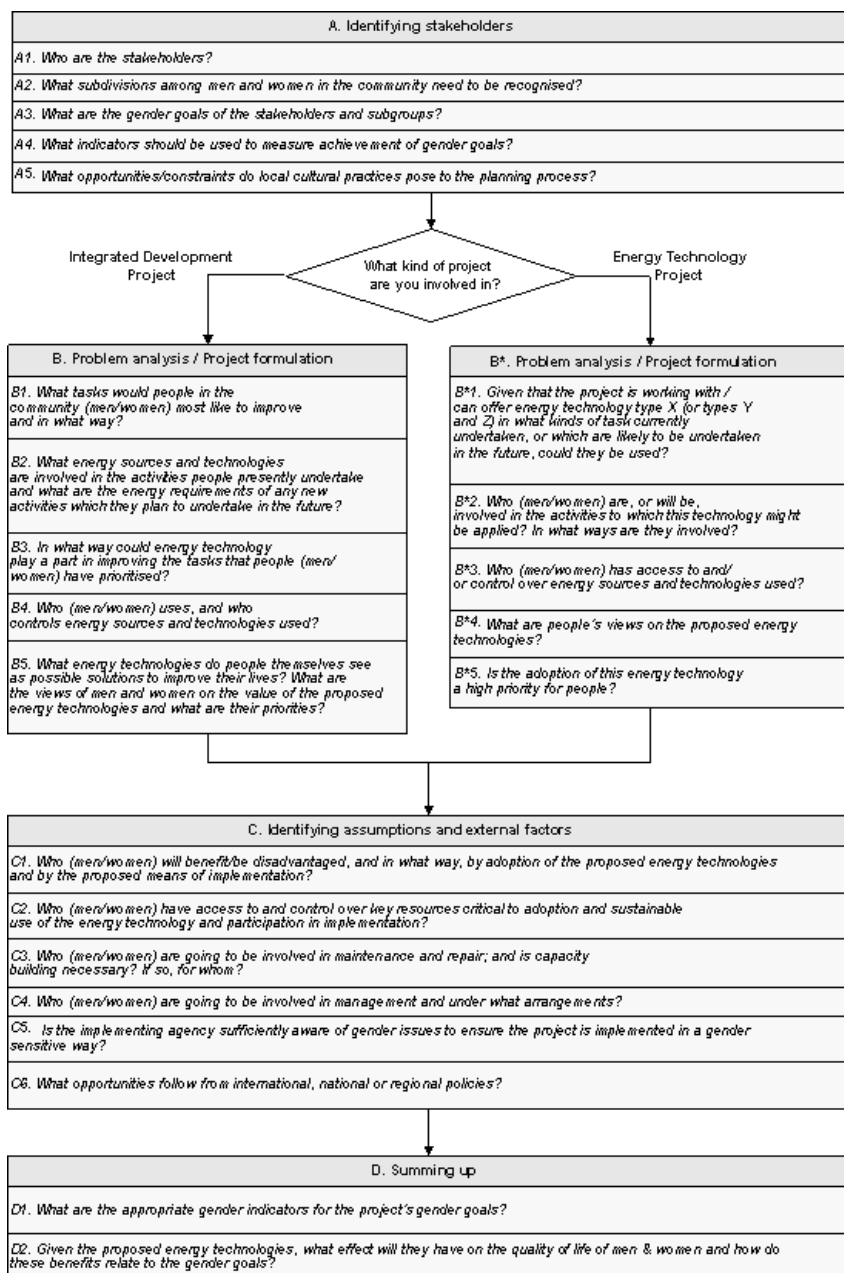 A. Identifying stakeholders
A1. Who are the stakeholders?
A2. What subdivisions among men and women in the community need to be recognised?
A3. What are the gender goals of the stakeholders and subgroups?
A4. What indicators should be used to measure achievement of gender goals?
A5. What opportunities/constraints do local cultural practices pose to the planning process?
Integrated Development
Project
What kind of project
are you involved in?
Energy Technology
Project
B. Problem analysis / Project formulation
B1. What tasks would people in the
community (men/women) most like to improve
and in what way?
B2. What energy sources and technologies
are involved in the activities people presently undertake
and what are the energy requirements of any new
activities which they plan to undertake in the future?
B3. In what way could energy technology
play a part in improving the tasks that people (men/
women) have prioritised?
B4. Who (men/women) uses, and who
controls energy sources and technologies used?
B5. What energy technologies do people themselves see
as possible solutions to improve their lives? What are
the views of men and women on the value of the proposed
energy technologies and what are their priorities?
B*. Problem analysis / Project formulation
B*1. Given that the project is working with /
can offer energy technology type X (or types Y
and Z) in what kinds of task currently
undertaken, or which are likely to be undertaken
in the future, could they be used?
B*2. Who (men/women) are, or will be,
involved in the activities to which this technology might
be applied? In what ways are they involved?
B*3. Who (men/women) has access to and/
or control over energy sources and technologies used?
B*4. What are people's views on the proposed energy
technologies?
B*5. Is the adoption of this energy technology
a high priority for people?
C. Identifying assumptions and external factors
C1. Who (men/women) will benefit/be disadvantaged, and in what way, by adoption of the proposed energy technologies
and by the proposed means of implementation?
C2. Who (men/women) have access to and control over key resources critical to adoption and sustainable
use of the energy technology and participation in implementation?
C3. Who (men/women) are going to be involved in maintenance and repair; and is capacity
building necessary? If so, for whom?
C4. Who (men/women) are going to be involved in management and under what arrangements?
C5. Is the implementing agency sufficiently aware of gender issues to ensure the project is implemented in a gender
sensitive way?
C6. What opportunities follow from international, national or regional policies?
D. Summing up
D1. What are the appropriate gender indicators for the project's gender goals?
D2. Given the proposed energy technologies, what effect will they have on the quality of life of men & women and how do
these benefits relate to the gender goals?